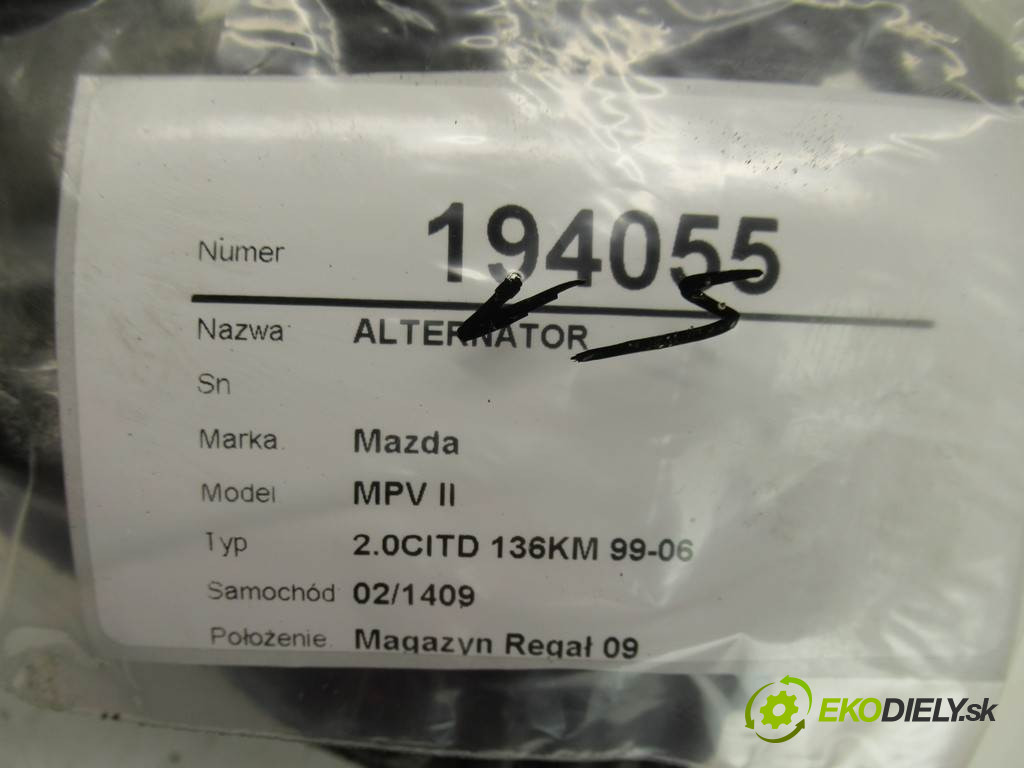 Numer 194055
Nazwa ALTERNATOR
Sn
Marka Mazda
Model MPV II
Typ 2.0CITD 136KM 99-06
Samochód 02/1409
Położenie Magazyn Regał 09
EKODIELY.sk